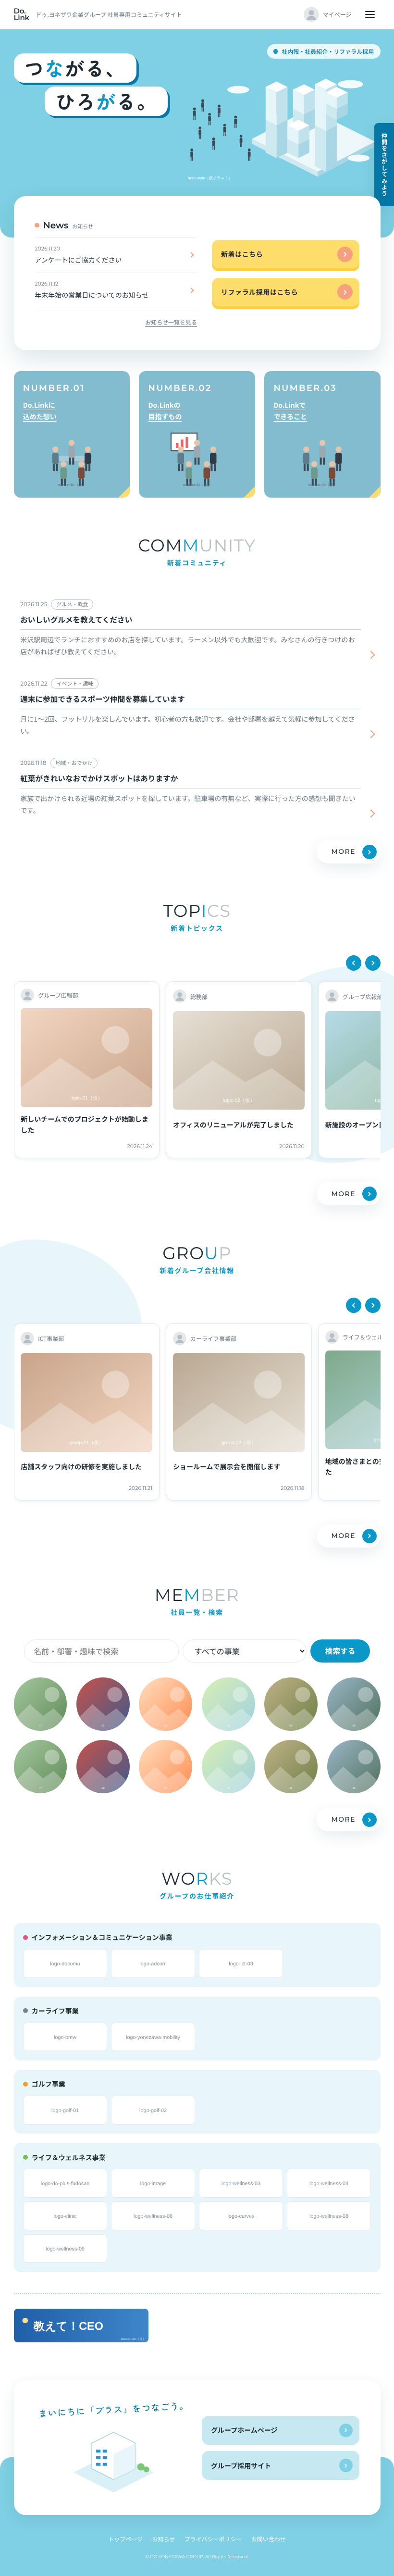 Do.
Link
ドゥ.ヨネザワ企業グループ 社員専用コミュニティサイト
マイページ
社内報・社員紹介・リファラル採用
つながる、
ひろがる。
仲間をさがしてみよう
News お知らせ
2026.11.20
アンケートにご協力ください
2026.11.12
年末年始の営業日についてのお知らせ
お知らせ一覧を見る
新着はこちら
リファラル採用はこちら
NUMBER.01
Do.Linkに
込めた想い
NUMBER.02
Do.Linkの
目指すもの
NUMBER.03
Do.Linkで
できること
COMMUNITY
新着コミュニティ
2026.11.25 グルメ・飲食
おいしいグルメを教えてください
米沢駅周辺でランチにおすすめのお店を探しています。ラーメン以外でも大歓迎です。みなさんの行きつけのお
店があればぜひ教えてください。
2026.11.22 イベント・趣味
週末に参加できるスポーツ仲間を募集しています
月に1〜2回、フットサルを楽しんでいます。初心者の方も歓迎です。会社や部署を越えて気軽に参加してくださ
い。
2026.11.18 地域・おでかけ
紅葉がきれいなおでかけスポットはありますか
家族で出かけられる近場の紅葉スポットを探しています。駐車場の有無など、実際に行った方の感想も聞きたい
です。
MORE
TOPICS
新着トピックス
グループ広報部
topic-01（仮）
新しいチームでのプロジェクトが始動しま
した
2026.11.24
総務部
topic-02（仮）
オフィスのリニューアルが完了しました
2026.11.20
グループ広報部
新施設のオープン
MORE
GROUP
新着グループ会社情報
ICT事業部
group-01（仮）
店舗スタッフ向けの研修を実施しました
2026.11.21
カーライフ事業部
group-02（仮）
ショールームで展示会を開催します
2026.11.18
ライフ＆ウェル
地域の皆さまとの
た
MORE
MEMBER
社員一覧・検索
名前・部署・趣味で検索
すべての事業
検索する
MORE
WORKS
グループのお仕事紹介
インフォメーション＆コミュニケーション事業
logo-docomo
logo-adcom
logo-ict-03
カーライフ事業
logo-bmw
logo-yonezawa-mobility
ゴルフ事業
logo-golf-01
logo-golf-02
ライフ＆ウェルネス事業
logo-do-plus
logo-image
logo-wellness-03
logo-wellness-04
logo-clinic
logo-wellness-06
logo-curves
logo-wellness-08
logo-wellness-09
教えて！CEO
まいにちに「プラス」をつなごう。
グループホームページ
グループ採用サイト
トップページ
お知らせ
プライバシーポリシー
お問い合わせ
© DO YONEZAWA GROUP. All Rights Reserved.